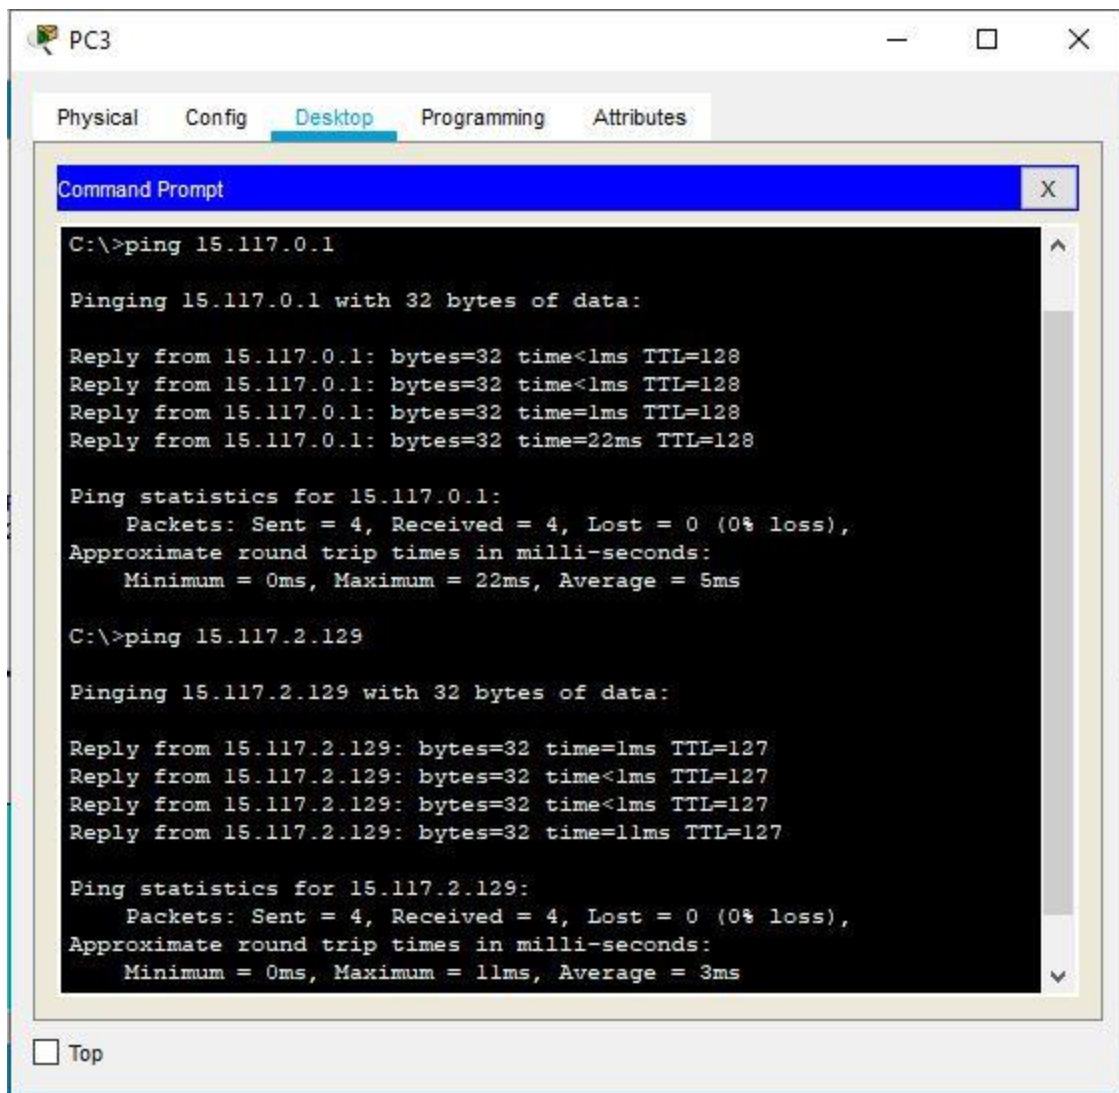 PC3
Physical Config Desktop Programming Attributes
Command Prompt
X
C:\>ping 15.117.0.1
Pinging 15.117.0.1 with 32 bytes of data:
Reply from 15.117.0.1: bytes=32 time<1ms TTL=128
Reply from 15.117.0.1: bytes=32 time<1ms TTL=128
Reply from 15.117.0.1: bytes=32 time=1ms TTL=128
Reply from 15.117.0.1: bytes=32 time=22ms TTL=128
Ping statistics for 15.117.0.1:
Packets: Sent = 4, Received = 4, Lost = 0 (0% loss),
Approximate round trip times in milli-seconds:
Minimum = 0ms, Maximum = 22ms, Average = 5ms
C:\>ping 15.117.2.129
Pinging 15.117.2.129 with 32 bytes of data:
Reply from 15.117.2.129: bytes=32 time=1ms TTL=127
Reply from 15.117.2.129: bytes=32 time<1ms TTL=127
Reply from 15.117.2.129: bytes=32 time<1ms TTL=127
Reply from 15.117.2.129: bytes=32 time=11ms TTL=127
Ping statistics for 15.117.2.129:
Packets: Sent = 4, Received = 4, Lost = 0 (0% loss),
Approximate round trip times in milli-seconds:
Minimum = 0ms, Maximum = 11ms, Average = 3ms
Top